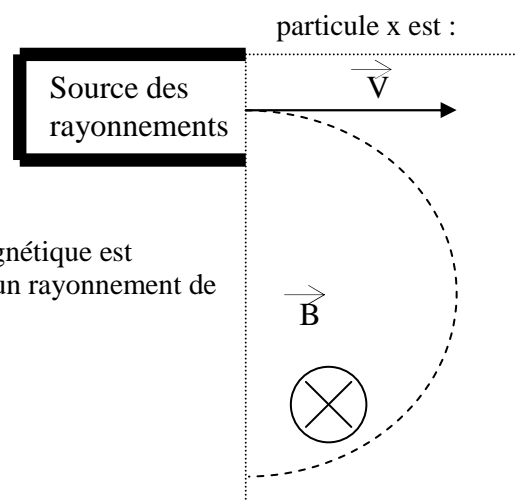 particule x est :
V
Source des
rayonnements
gnétique est
un rayonnement de
B